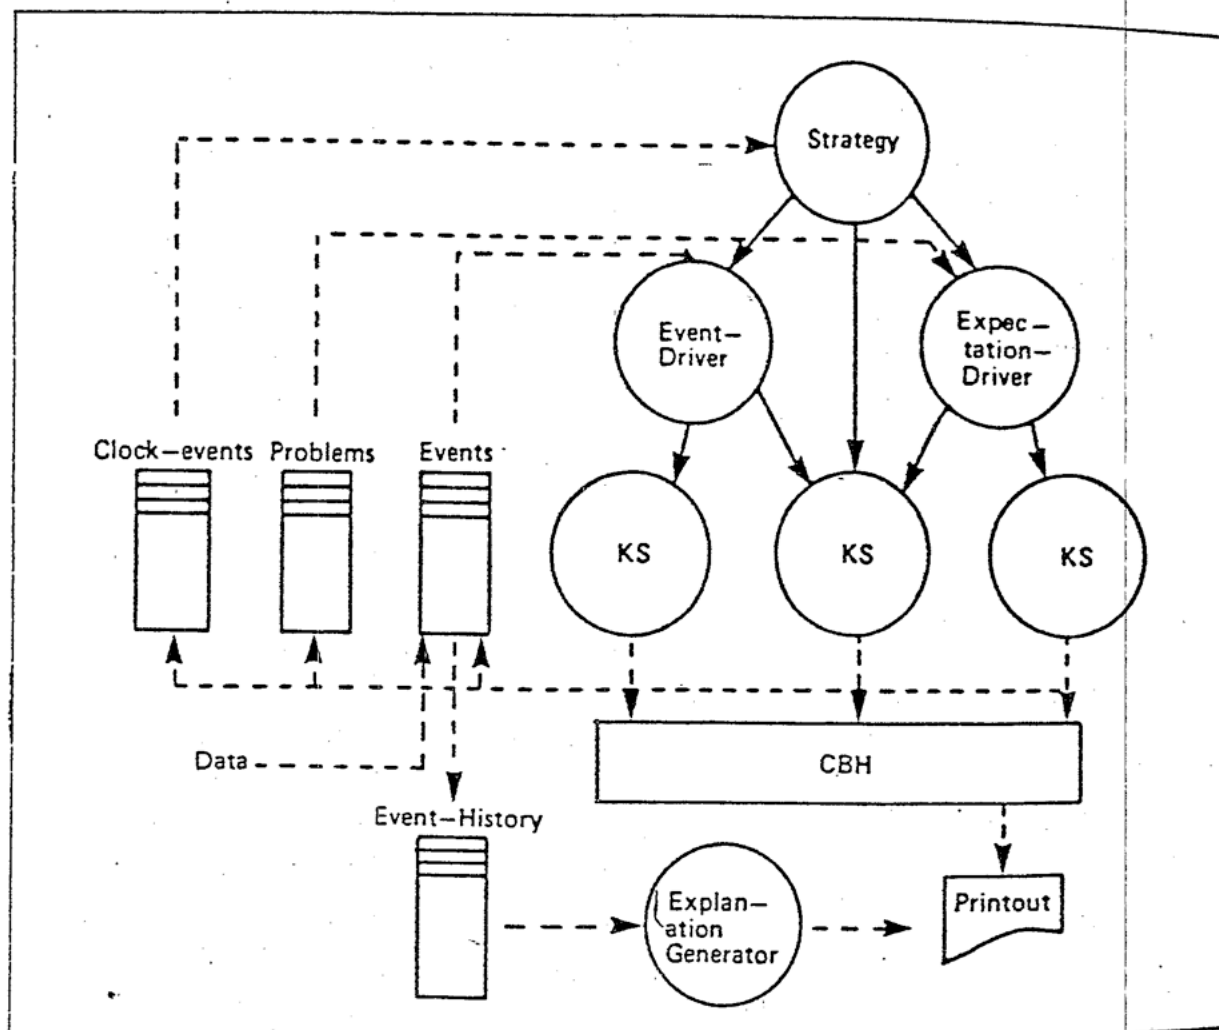 Strategy
Event—
Driver
Expec—
tation—
Driver
Clock—events
Problems
Events
KS
KS
KS
Data
CBH
Event—History
Explan—
ation
Generator
Printout